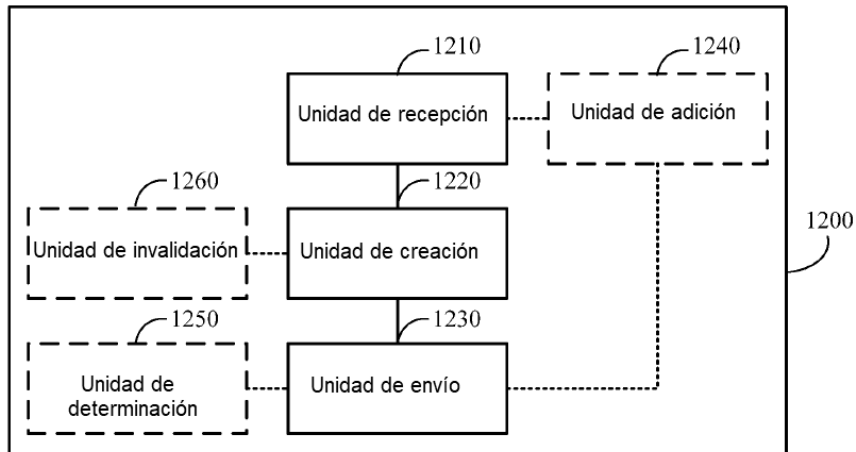 1210
1240
Unidad de recepción
Unidad de adición
1260
1220
Unidad de invalidación
Unidad de creación
1200
1250
1230
Unidad de
determinación
Unidad de envío